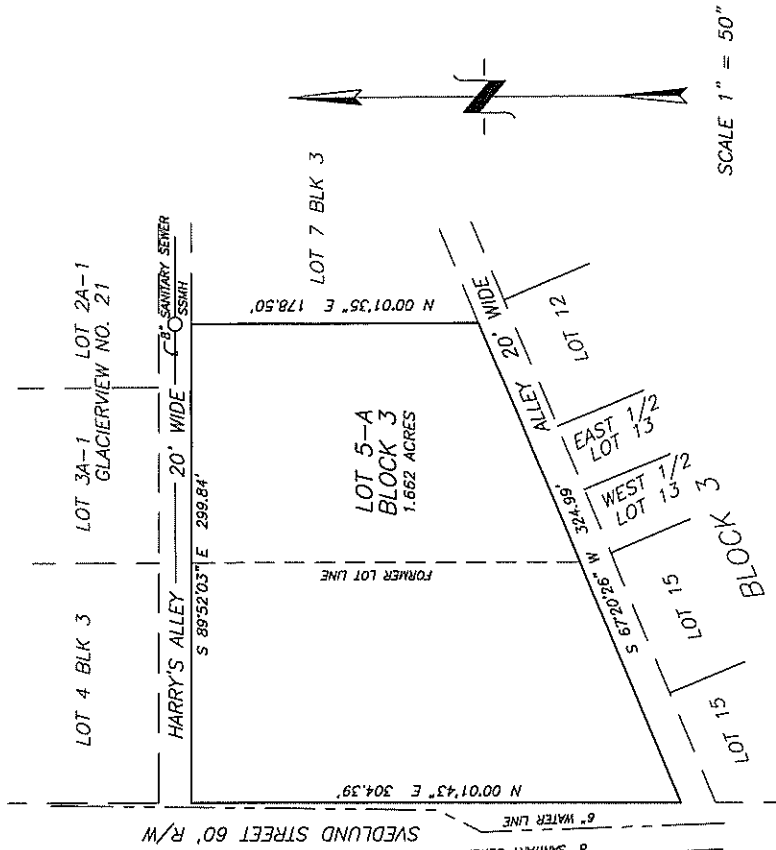 LOT 4 BLK 3
LOT 3A-1
LOT 2A-1
GLACIERVIEW NO. 21
HARRY'S ALLEY
20' WIDE
8" SANITARY SEWER
SSMH
S 89°52'03" E 299.84'
LOT 7 BLK 3
N 00°01'35" E 178.50'
LOT 5-A
BLOCK 3
1.662 ACRES
FORMER LOT LINE
N 00°01'43" E 304.39'
SVEDLUND STREET 60' R/W
6" WATER LINE
S 67°20'26" W 324.99'
ALLEY 20' WIDE
LOT 12
EAST 1/2
LOT 13
WEST 1/2
LOT 13
LOT 15
LOT 15
BLOCK 3
N
SCALE 1" = 50'